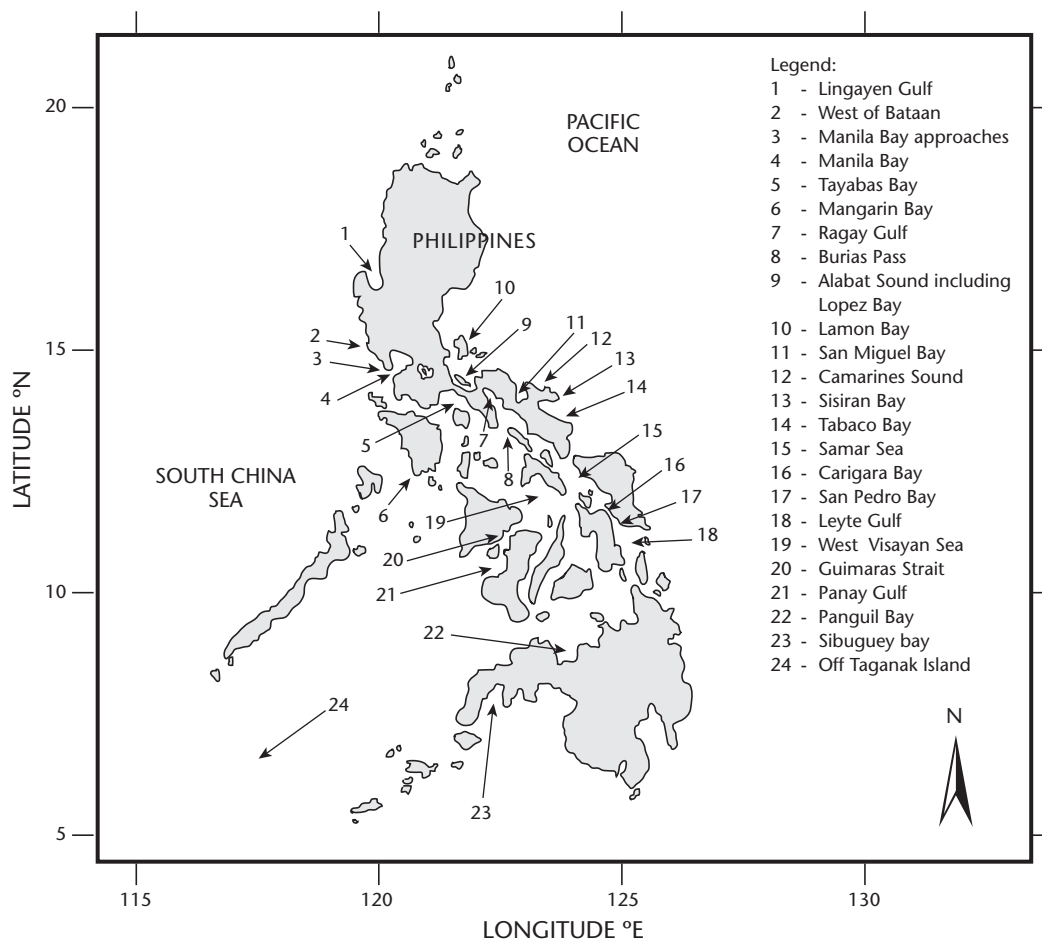 20
15
10
5
LATITUDE ºN
115
120
125
130
LONGITUDE ºE
PACIFIC
OCEAN
PHILIPPINES
SOUTH CHINA
SEA
1
2
3
4
5
6
7
8
9
10
11
12
13
14
15
16
17
18
19
20
21
22
23
24
Legend:
1 - Lingayen Gulf
2 - West of Bataan
3 - Manila Bay approaches
4 - Manila Bay
5 - Tayabas Bay
6 - Mangarin Bay
7 - Ragay Gulf
8 - Burias Pass
9 - Alabat Sound including
Lopez Bay
10 - Lamon Bay
11 - San Miguel Bay
12 - Camarines Sound
13 - Sisiran Bay
14 - Tabaco Bay
15 - Samar Sea
16 - Carigara Bay
17 - San Pedro Bay
18 - Leyte Gulf
19 - West Visayan Sea
20 - Guimaras Strait
21 - Panay Gulf
22 - Panguil Bay
23 - Sibuguey bay
24 - Off Taganak Island
N